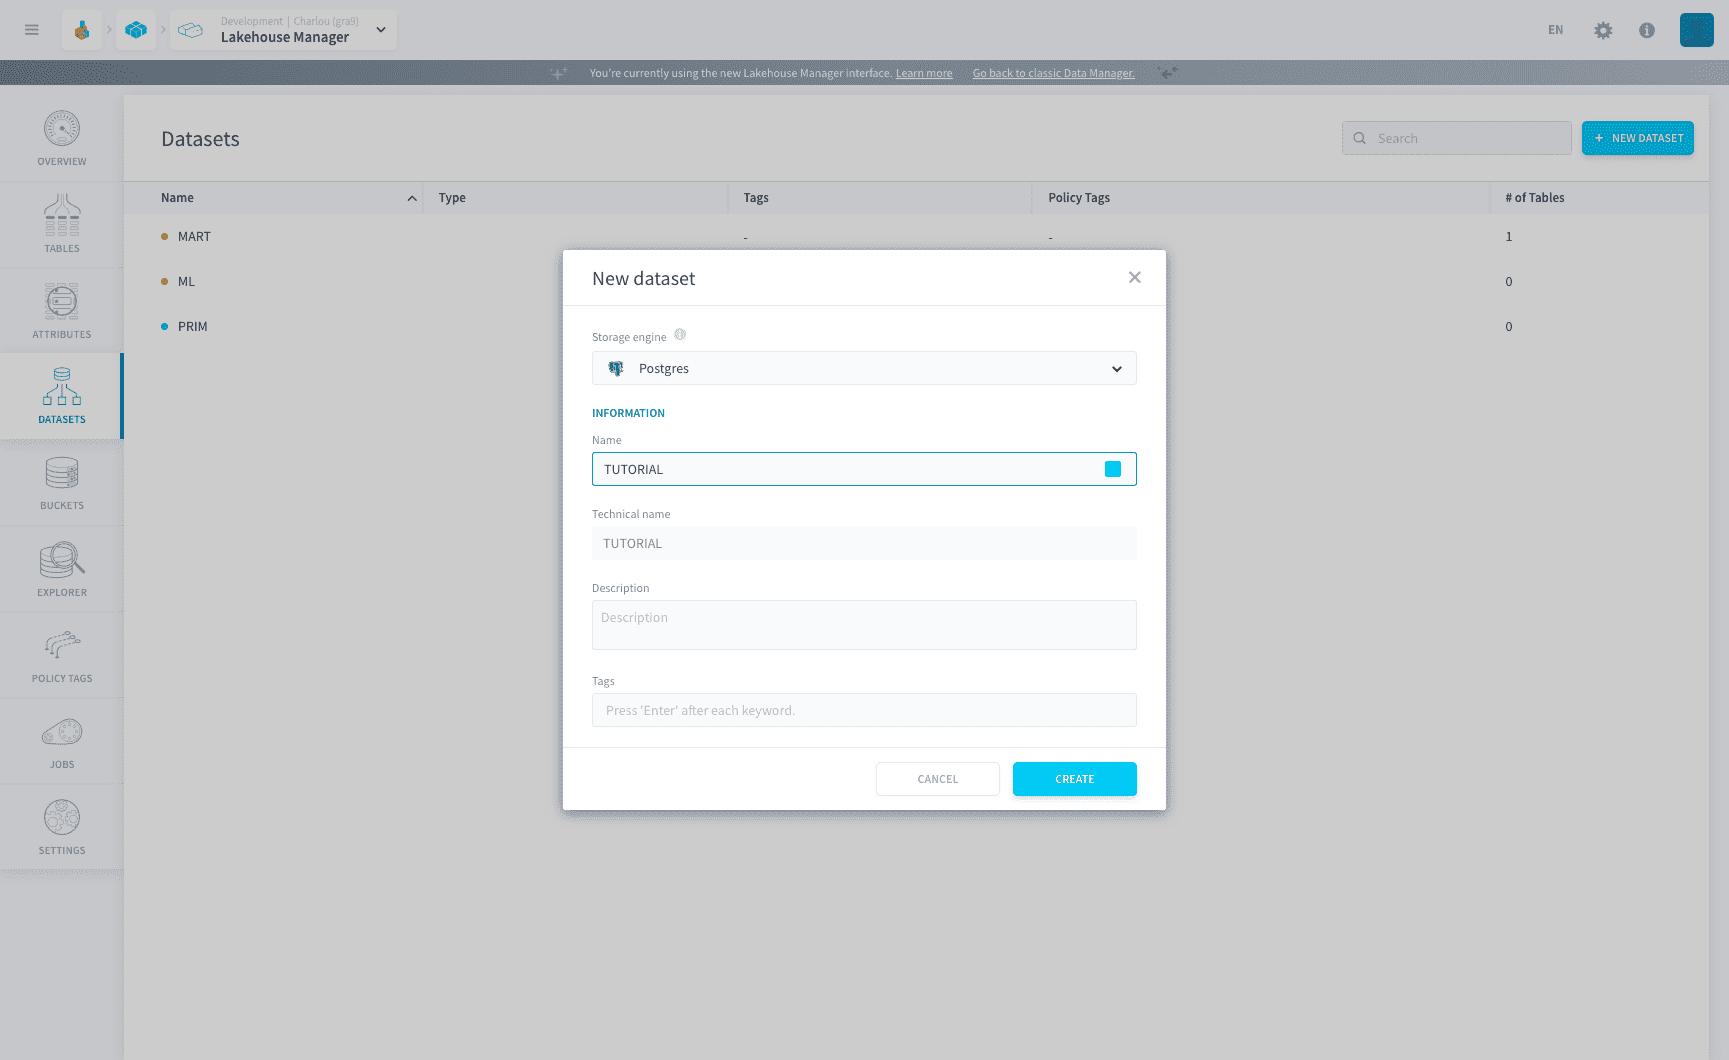 Development | Charlou (gra9)
Lakehouse Manager
EN
You're currently using the new Lakehouse Manager interface. Learn more Go back to classic Data Manager.
OVERVIEW
TABLES
ATTRIBUTES
DATASETS
BUCKETS
EXPLORER
POLICY TAGS
JOBS
SETTINGS
Datasets
Search
+ NEW DATASET
Name Type Tags Policy Tags # of Tables
MART - - 1
ML 0
PRIM 0
New dataset
Storage engine
Postgres
INFORMATION
Name
TUTORIAL
Technical name
TUTORIAL
Description
Description
Tags
Press 'Enter' after each keyword.
CANCEL CREATE